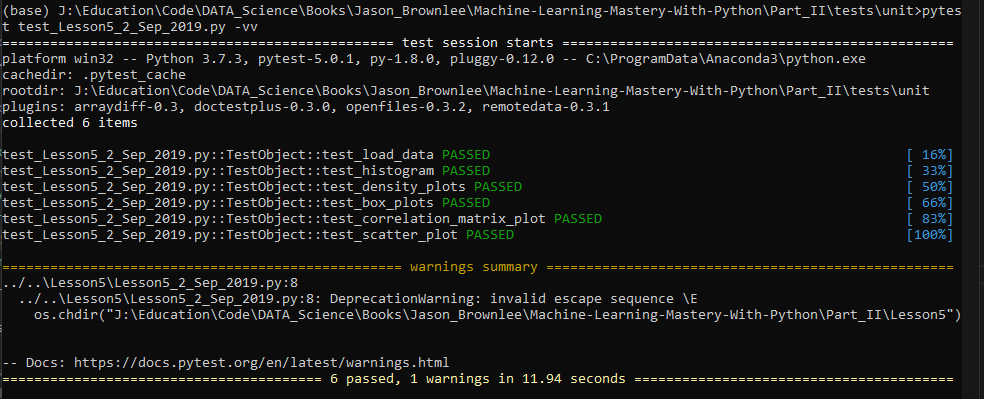 (base) J:\Education\Code\DATA_Science\Books\Jason_Brownlee\Machine-Learning-Mastery-With-Python\Part_II\tests\unit>pytes
t test_Lesson5_2_Sep_2019.py -vv
================================================= test session starts =================================================
platform win32 -- Python 3.7.3, pytest-5.0.1, py-1.8.0, pluggy-0.12.0 -- C:\ProgramData\Anaconda3\python.exe
cachedir: .pytest_cache
rootdir: J:\Education\Code\DATA_Science\Books\Jason_Brownlee\Machine-Learning-Mastery-With-Python\Part_II\tests\unit
plugins: arraydiff-0.3, doctestplus-0.3.0, openfiles-0.3.2, remotedata-0.3.1
collected 6 items
test_Lesson5_2_Sep_2019.py::TestObject::test_load_data PASSED [ 16%]
test_Lesson5_2_Sep_2019.py::TestObject::test_histogram PASSED [ 33%]
test_Lesson5_2_Sep_2019.py::TestObject::test_density_plots PASSED [ 50%]
test_Lesson5_2_Sep_2019.py::TestObject::test_box_plots PASSED [ 66%]
test_Lesson5_2_Sep_2019.py::TestObject::test_correlation_matrix_plot PASSED [ 83%]
test_Lesson5_2_Sep_2019.py::TestObject::test_scatter_plot PASSED [100%]
================================================== warnings summary ===================================================
../..\Lesson5\Lesson5_2_Sep_2019.py:8
../..\Lesson5\Lesson5_2_Sep_2019.py:8: DeprecationWarning: invalid escape sequence \E
os.chdir("J:\Education\Code\DATA_Science\Books\Jason_Brownlee\Machine-Learning-Mastery-With-Python\Part_II\Lesson5")
-- Docs: https://docs.pytest.org/en/latest/warnings.html
======================================== 6 passed, 1 warnings in 11.94 seconds ========================================